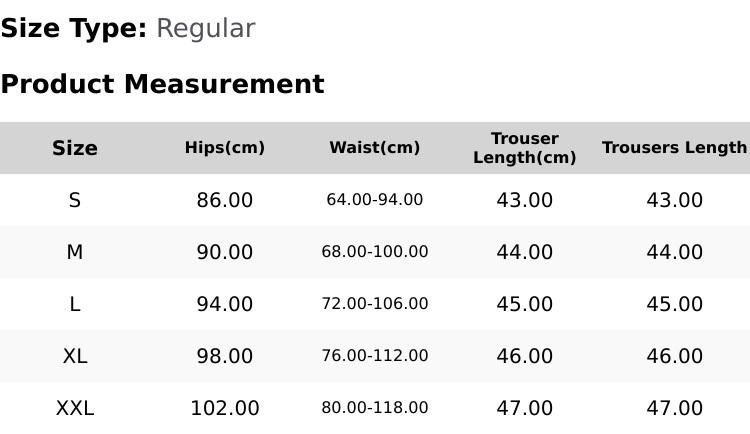 Size Type: Regular
Product Measurement
Size Hips(cm) Waist(cm) Trouser Length(cm) Trousers Length
S 86.00 64.00-94.00 43.00 43.00
M 90.00 68.00-100.00 44.00 44.00
L 94.00 72.00-106.00 45.00 45.00
XL 98.00 76.00-112.00 46.00 46.00
XXL 102.00 80.00-118.00 47.00 47.00